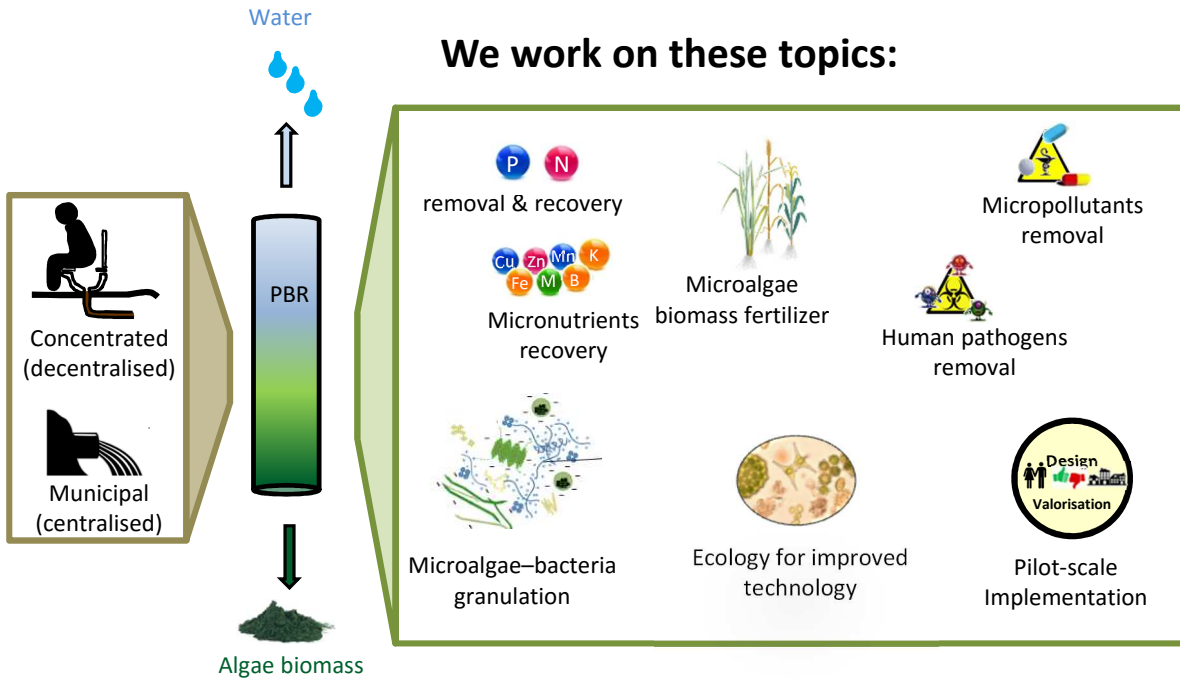 Water
We work on these topics:
P N
removal & recovery
Micropollutants
removal
Cu Zn Mn K
Fe M B
Micronutrients
recovery
Microalgae
biomass fertilizer
Human pathogens
removal
PBR
Concentrated
(decentralised)
Municipal
(centralised)
Microalgae–bacteria
granulation
Ecology for improved
technology
Design
Valorisation
Pilot-scale
Implementation
Algae biomass